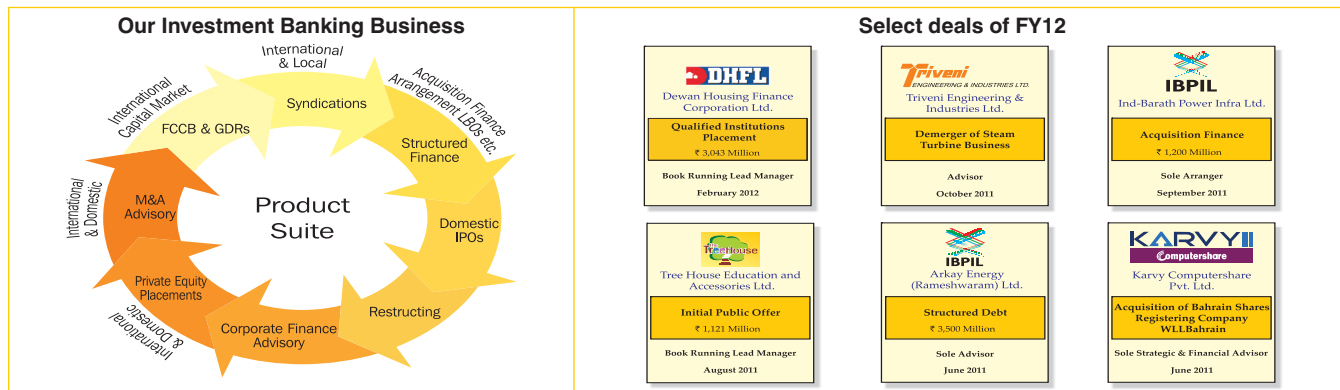 Our Investment Banking Business
International
& Local
Syndications
Acquisition Finance
Arrangement LBOs etc.
Structured
Finance
Domestic
IPOs
Restructing
Corporate Finance
Advisory
Private Equity
Placements
International
& Domestic
M&A
Advisory
International
& Domestic
FCCB & GDRs
International
Capital Market
Product
Suite
Select deals of FY12
DHFL
Dewan Housing Finance
Corporation Ltd.
Qualified Institutions
Placement
₹ 3,043 Million
Book Running Lead Manager
February 2012
Triveni
ENGINEERING & INDUSTRIES LTD.
Triveni Engineering &
Industries Ltd.
Demerger of Steam
Turbine Business
Advisor
October 2011
IBPIL
Ind-Barath Power Infra Ltd.
Acquisition Finance
₹ 1,200 Million
Sole Arranger
September 2011
TreeHouse
Tree House Education and
Accessories Ltd.
Initial Public Offer
₹ 1,121 Million
Book Running Lead Manager
August 2011
IBPIL
Arkay Energy
(Rameshwaram) Ltd.
Structured Debt
₹ 3,500 Million
Sole Advisor
June 2011
KARVY
Computershare
Karvy Computershare
Pvt. Ltd.
Acquisition of Bahrain Shares
Registering Company
WLLBahrain
Sole Strategic & Financial Advisor
June 2011